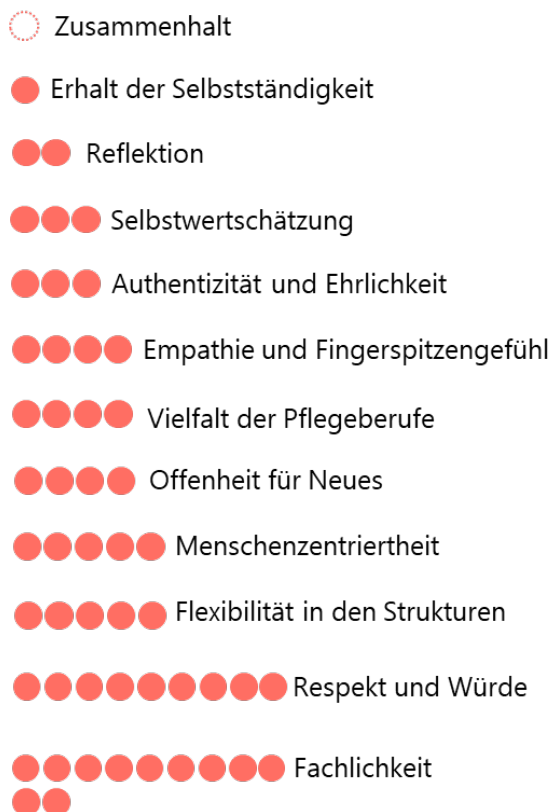 Zusammenhalt
Erhalt der Selbstständigkeit
Reflektion
Selbstwertschätzung
Authentizität und Ehrlichkeit
Empathie und Fingerspitzengefühl
Vielfalt der Pflegeberufe
Offenheit für Neues
Menschenzentriertheit
Flexibilität in den Strukturen
Respekt und Würde
Fachlichkeit